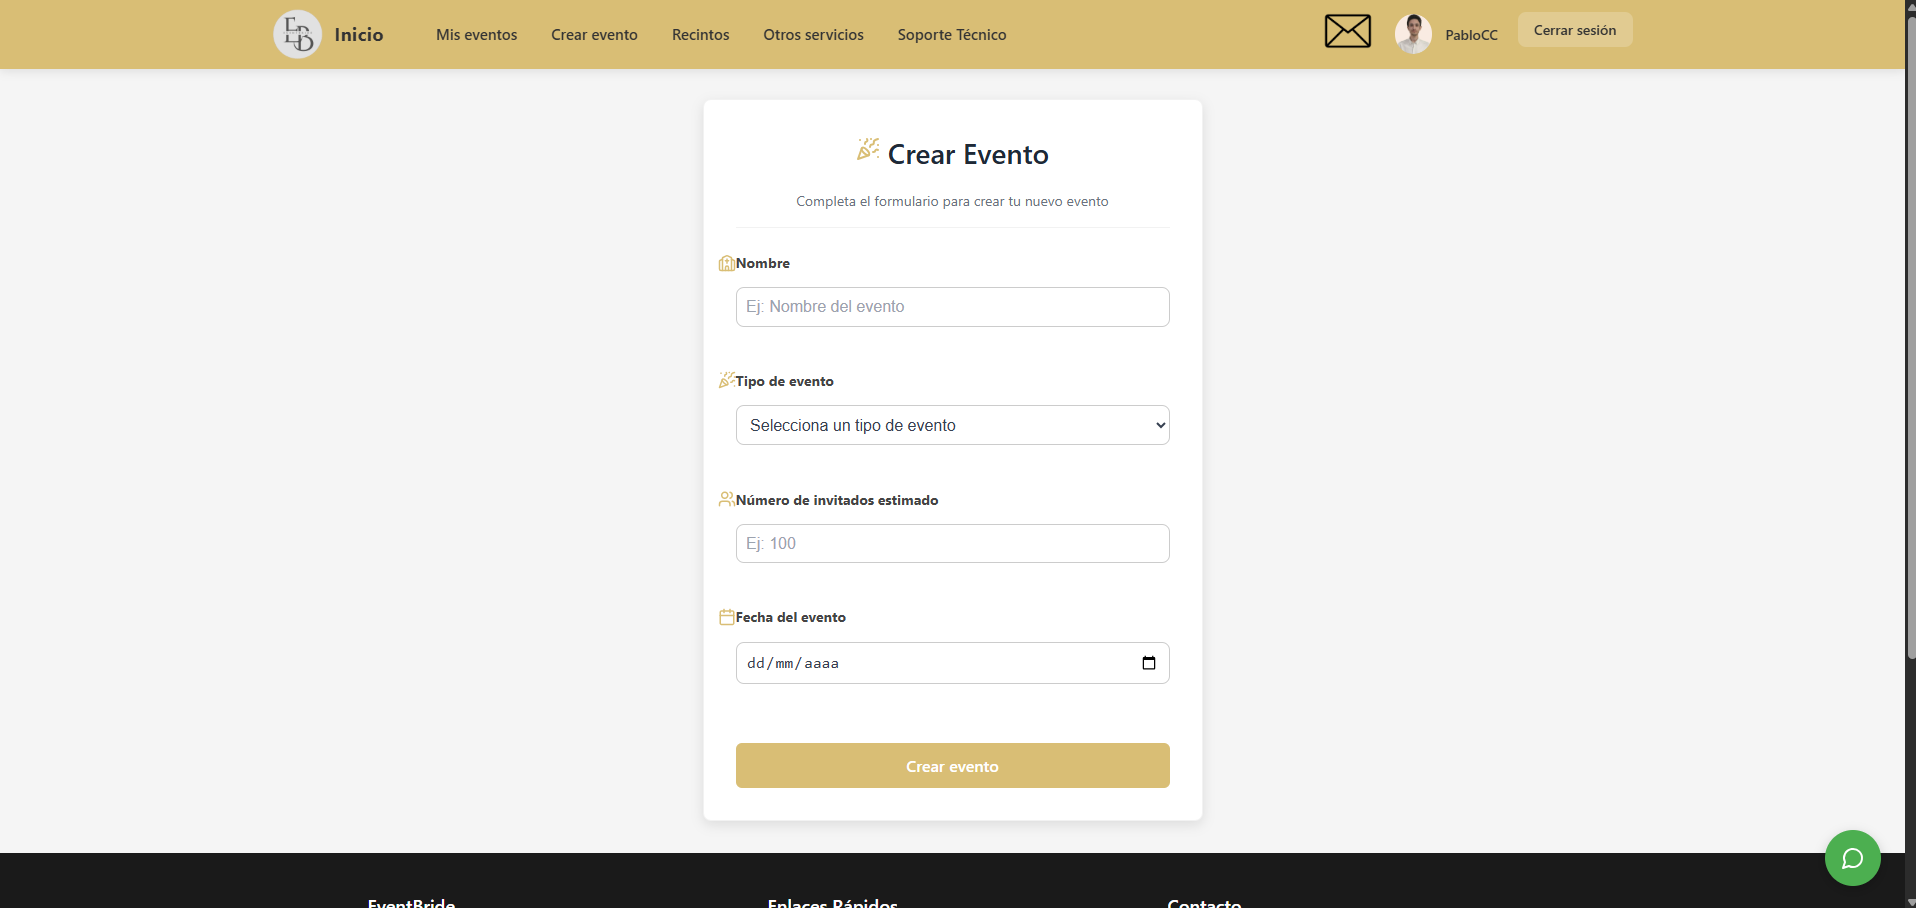 EB Inicio Mis eventos Crear evento Recintos Otros servicios Soporte Técnico PabloCC Cerrar sesión
Crear Evento
Completa el formulario para crear tu nuevo evento
Nombre
Ej: Nombre del evento
Tipo de evento
Selecciona un tipo de evento
Número de invitados estimado
Ej: 100
Fecha del evento
dd/mm/aaaa
Crear evento
EventBride Enlaces Rápidos Contacto